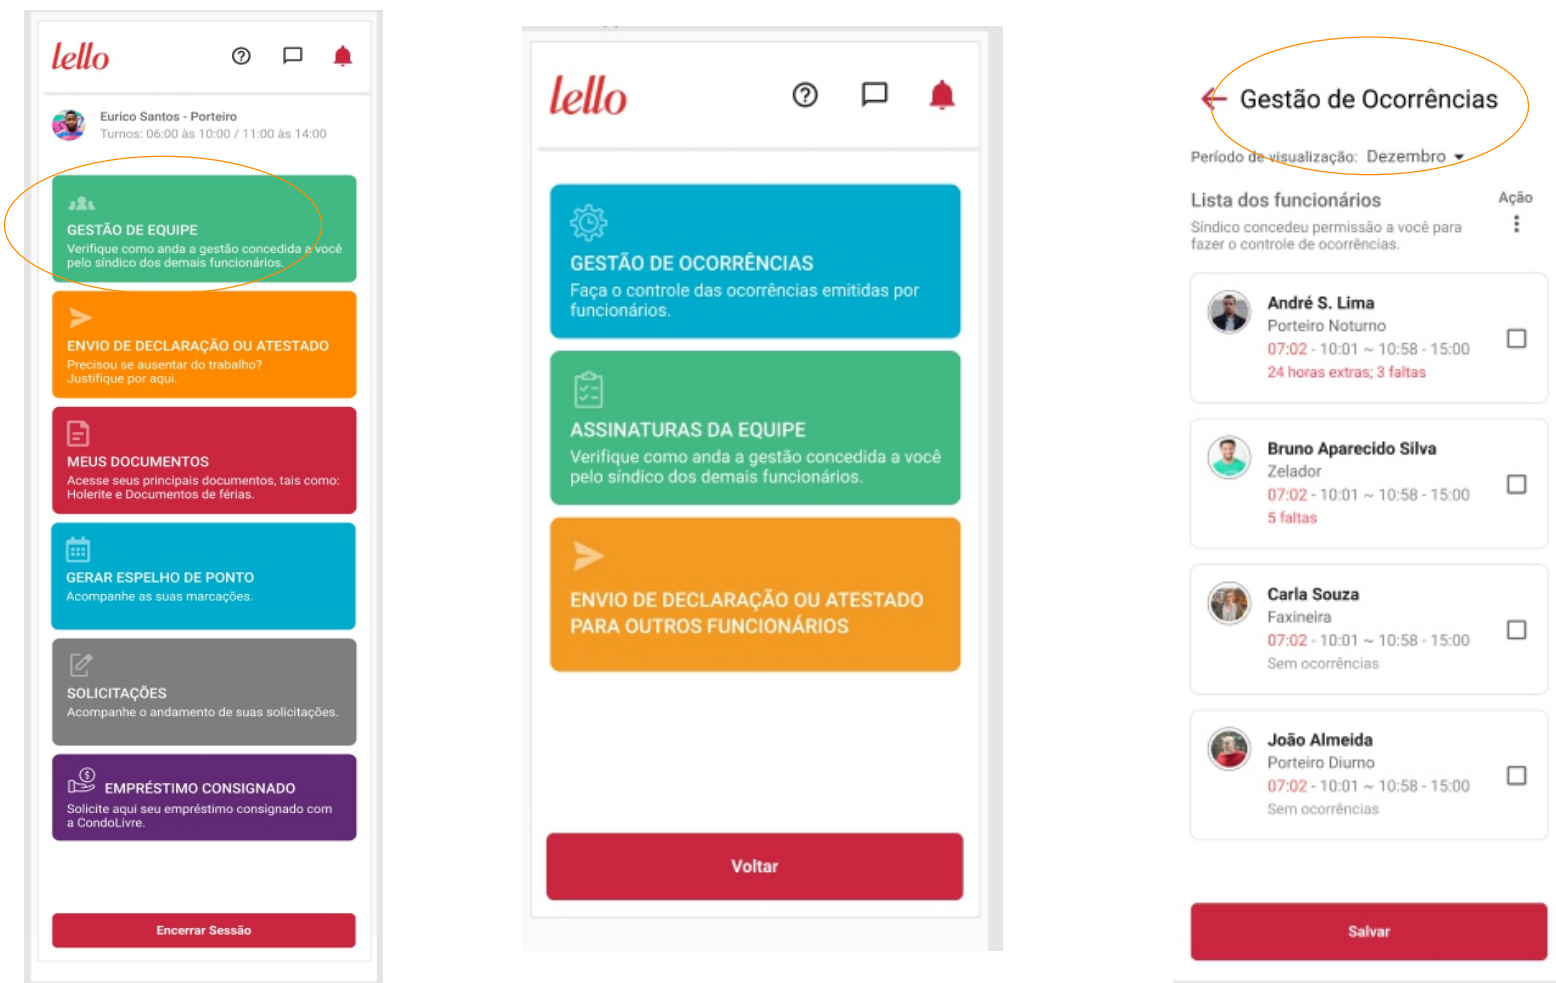 lello
Eurico Santos - Porteiro
Turnos: 06:00 às 10:00 / 11:00 às 14:00
GESTÃO DE EQUIPE
Verifique como anda a gestão concedida a você
pelo síndico dos demais funcionários.
ENVIO DE DECLARAÇÃO OU ATESTADO
Precisou se ausentar do trabalho?
Justifique por aqui.
MEUS DOCUMENTOS
Acesse seus principais documentos, tais como:
Holerite e Documentos de férias.
GERAR ESPELHO DE PONTO
Acompanhe as suas marcações.
SOLICITAÇÕES
Acompanhe o andamento de suas solicitações.
EMPRÉSTIMO CONSIGNADO
Solicite aqui seu empréstimo consignado com
a CondoLivre.
Encerrar Sessão
lello
GESTÃO DE OCORRÊNCIAS
Faça o controle das ocorrências emitidas por
funcionários.
ASSINATURAS DA EQUIPE
Verifique como anda a gestão concedida a você
pelo síndico dos demais funcionários.
ENVIO DE DECLARAÇÃO OU ATESTADO
PARA OUTROS FUNCIONÁRIOS
Voltar
Gestão de Ocorrências
Período de visualização: Dezembro
Lista dos funcionários Ação
Síndico concedeu permissão a você para
fazer o controle de ocorrências.
André S. Lima
Porteiro Noturno
07:02 - 10:01 ~ 10:58 - 15:00
24 horas extras; 3 faltas
Bruno Aparecido Silva
Zelador
07:02 - 10:01 ~ 10:58 - 15:00
5 faltas
Carla Souza
Faxineira
07:02 - 10:01 ~ 10:58 - 15:00
Sem ocorrências
João Almeida
Porteiro Diurno
07:02 - 10:01 ~ 10:58 - 15:00
Sem ocorrências
Salvar